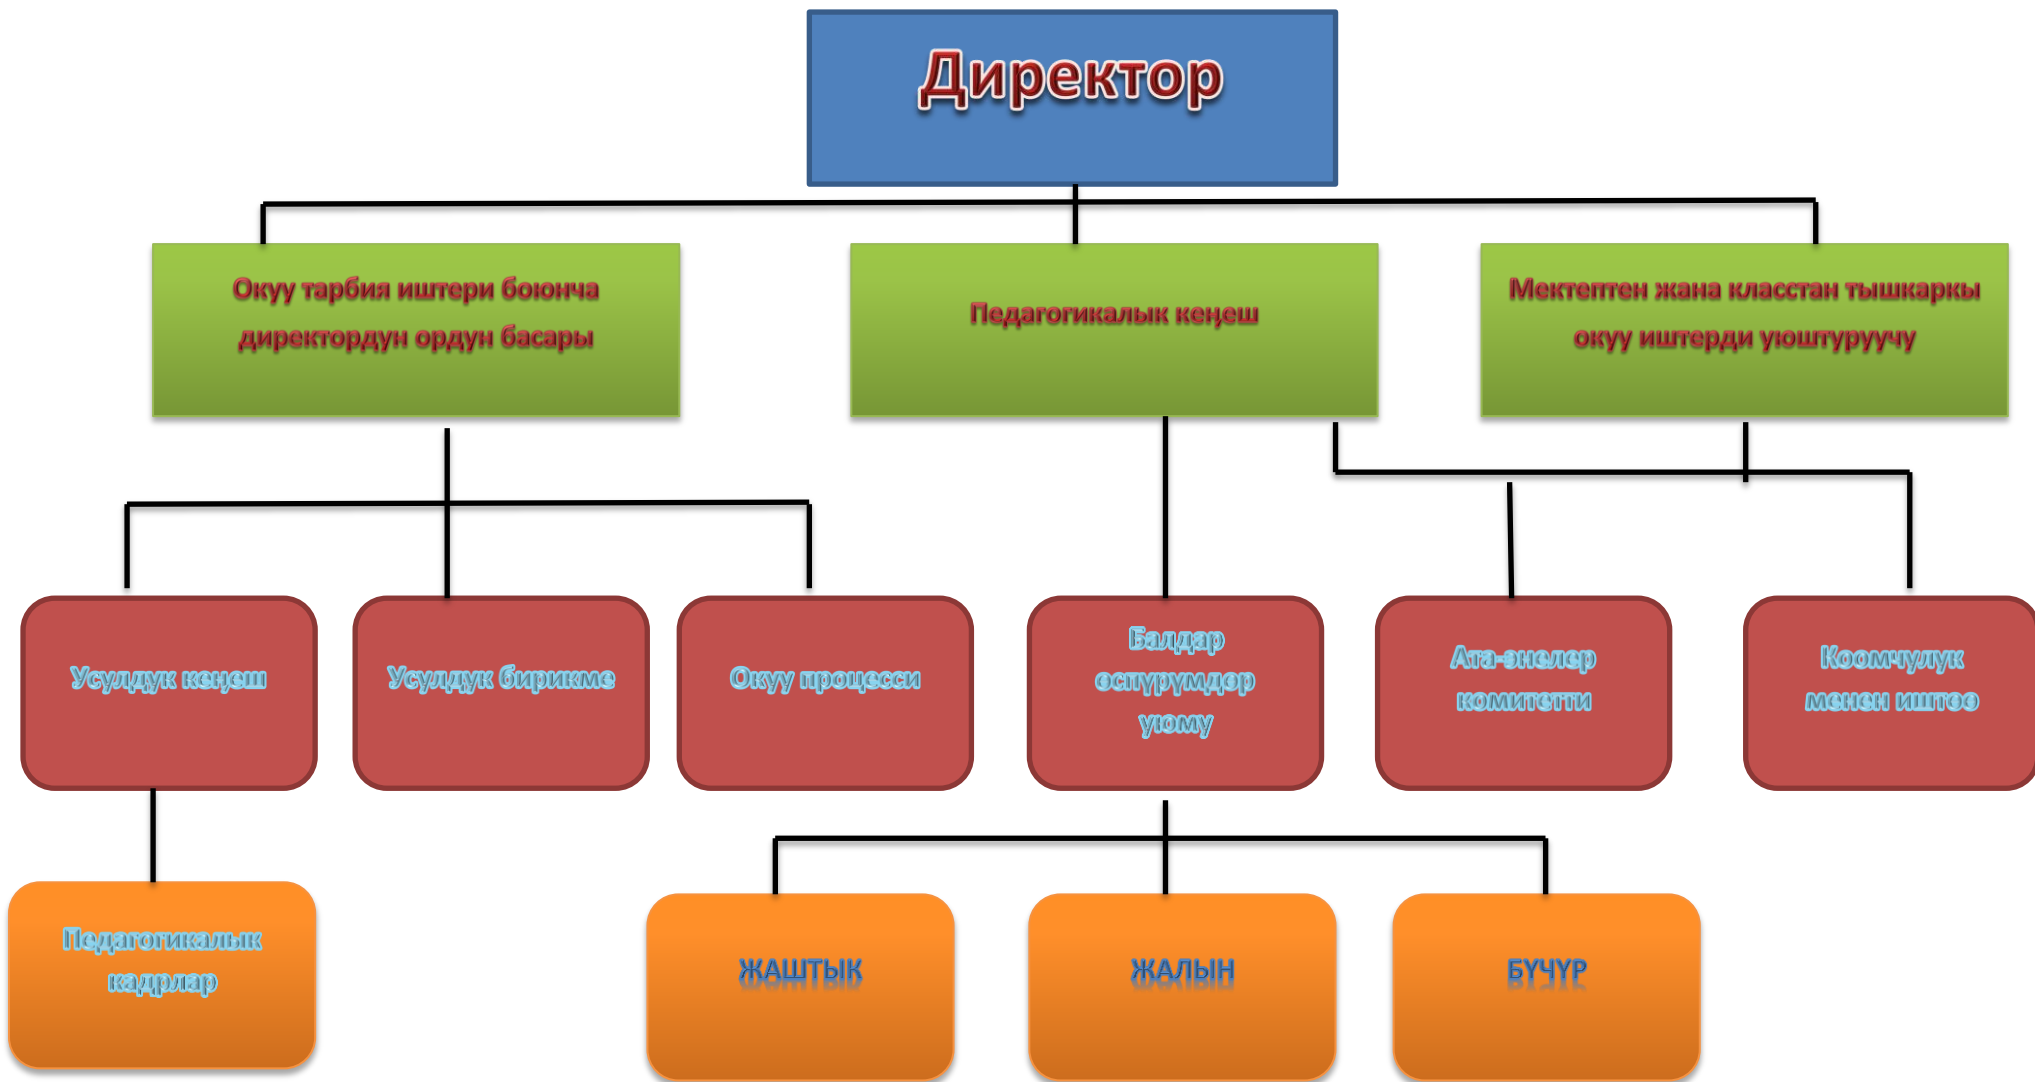 Директор
Окуу тарбия иштери боюнча
директордун ордун басары
Педагогикалык кеңеш
Мектептен жана класстан тышкаркы
окуу иштерди уюштуруучу
Усулдук кеңеш
Усулдук бирикме
Окуу процесси
Балдар
өспүрүмдөр
уюму
Ата-энелер
комитетти
Коомчулук
менен иштөө
Педагогикалык
кадрлар
ЖАШТЫК
ЖАЛЫН
БҮЧҮР